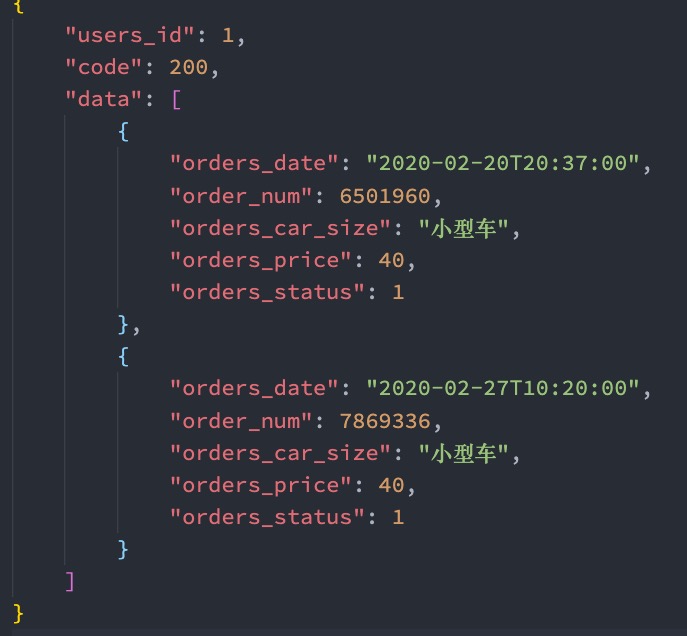 {
"users_id": 1,
"code": 200,
"data": [
{
"orders_date": "2020-02-20T20:37:00",
"order_num": 6501960,
"orders_car_size": "小型车",
"orders_price": 40,
"orders_status": 1
},
{
"orders_date": "2020-02-27T10:20:00",
"order_num": 7869336,
"orders_car_size": "小型车",
"orders_price": 40,
"orders_status": 1
}
]
}